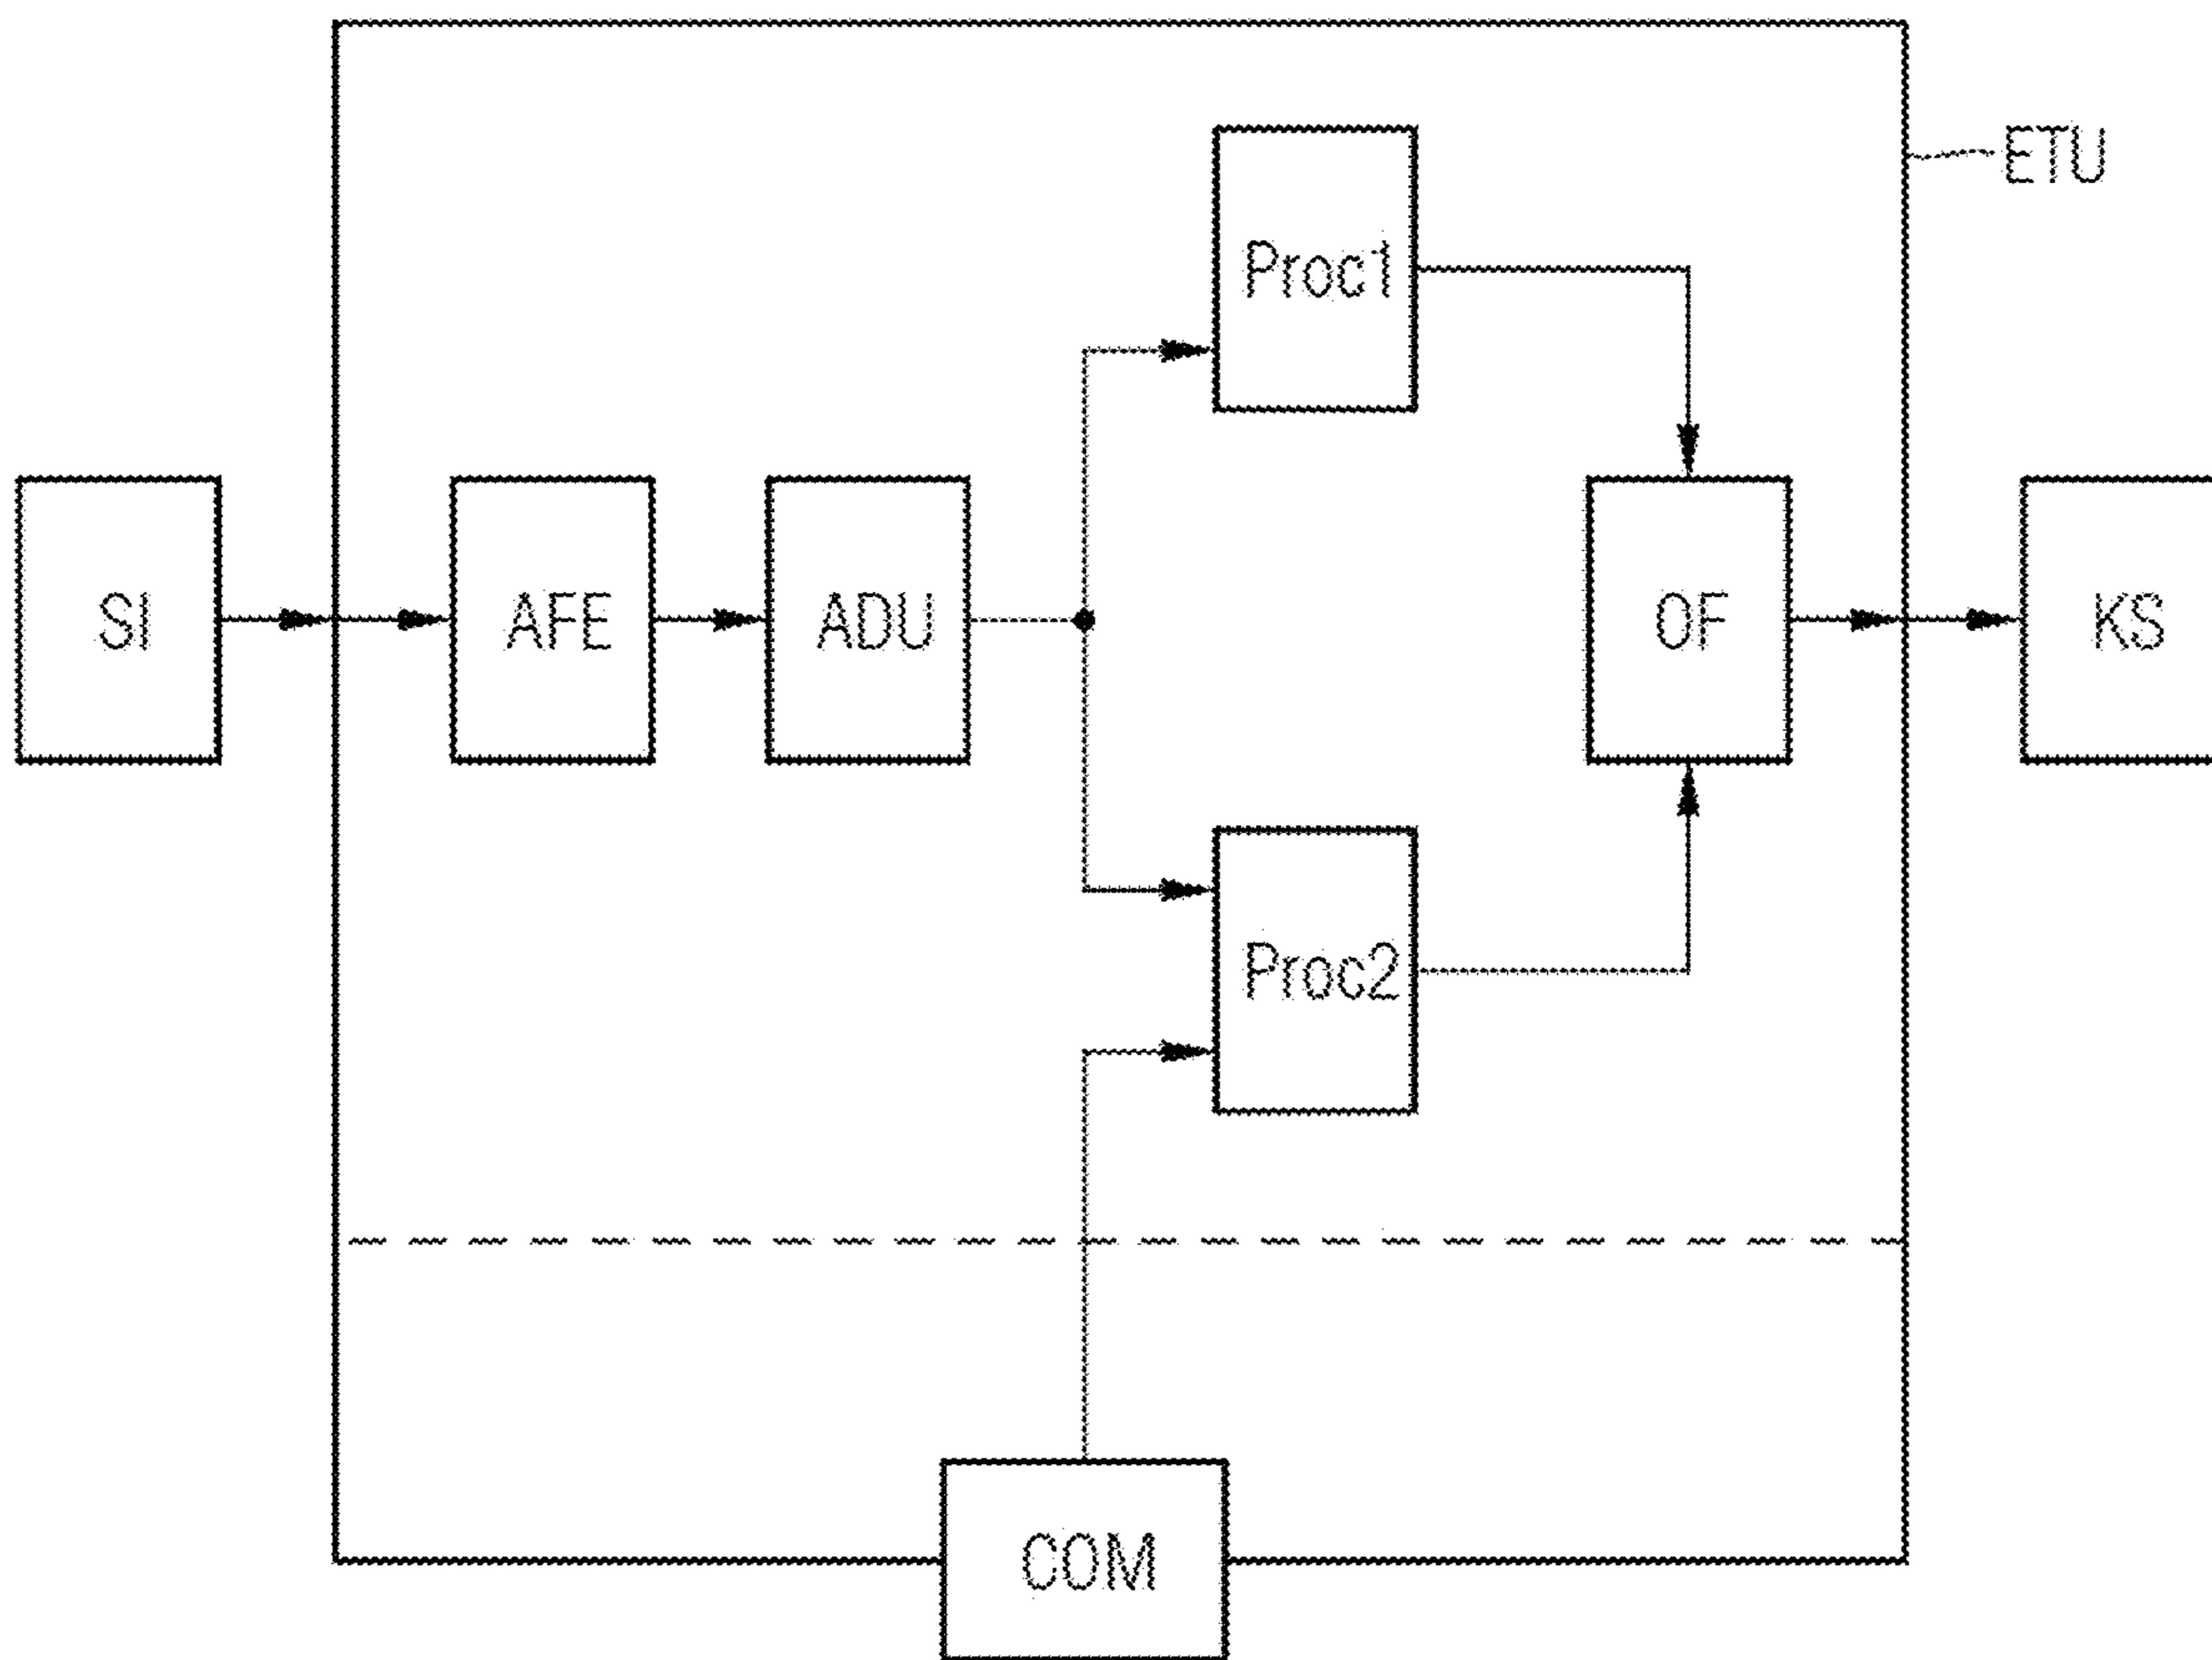 ETU
Proc1
SI
AFE
ADU
OF
KS
Proc2
COM